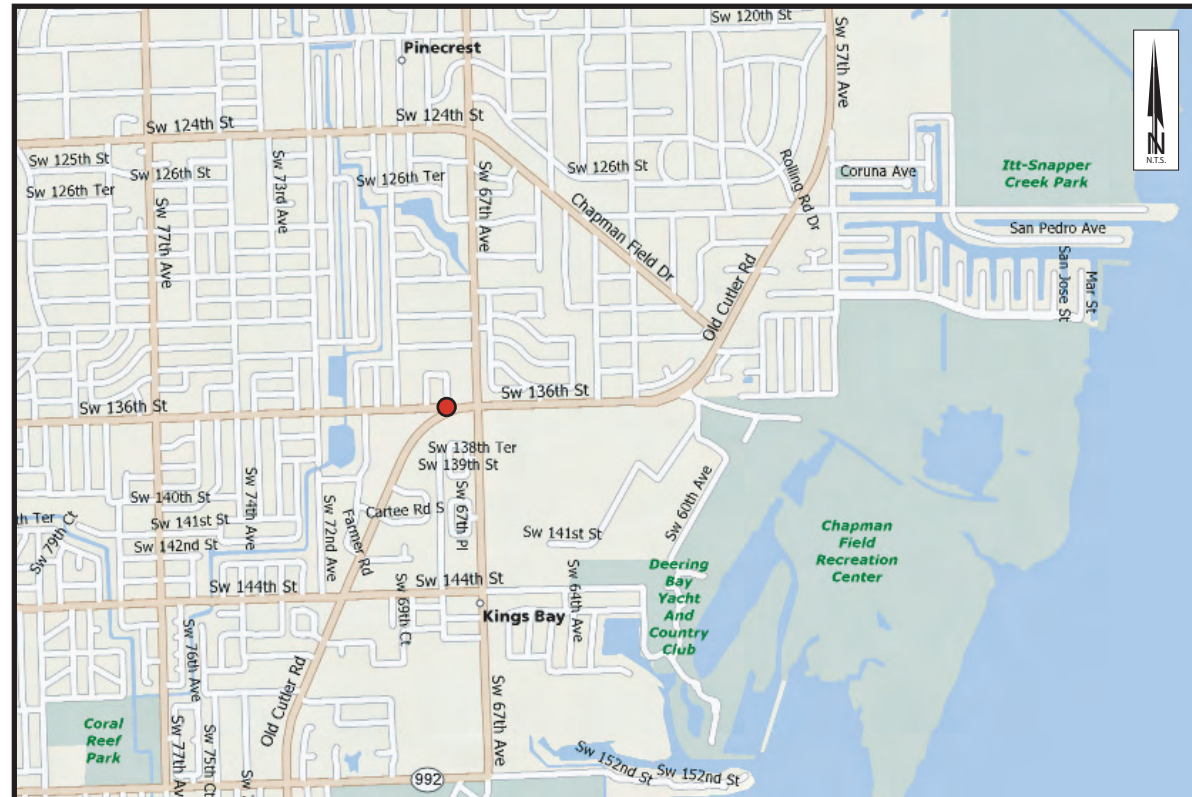 Sw 120th St
Pinecrest
Sw 57th Ave
N
N.T.S.
Sw 124th St
Sw 124th St
Sw 125th St
Sw 126th St
Sw 126th Ter
Sw 73rd Ave
Sw 126th Ter
Sw 67th Ave
Sw 126th St
Rolling Rd Dr
Coruna Ave
Itt-Snapper
Creek Park
Sw 77th Ave
Chapman Field Dr
San Pedro Ave
San Jose St
Mar St
Old Cutler Rd
Sw 136th St
Sw 136th St
Sw 138th Ter
Sw 139th St
Sw 140th St
Sw 74th Ave
Sw 72nd Ave
Farmer Rd
Cartee Rd S
Sw 67th Pl
Sw 60th Ave
th Ter
Sw 79th Ct
Sw 141st St
Sw 142nd St
Sw 141st St
Chapman
Field
Recreation
Center
Sw 144th St
Sw 144th St
Sw 69th Ct
Kings Bay
Sw 64th Ave
Deering
Bay
Yacht
And
Country
Club
Sw 76th Ave
Old Cutler Rd
Sw 67th Ave
Coral
Reef
Park
Sw 77th Ave
Sw 75th Ct
Sw
992
Sw 152nd St
Sw 152nd St